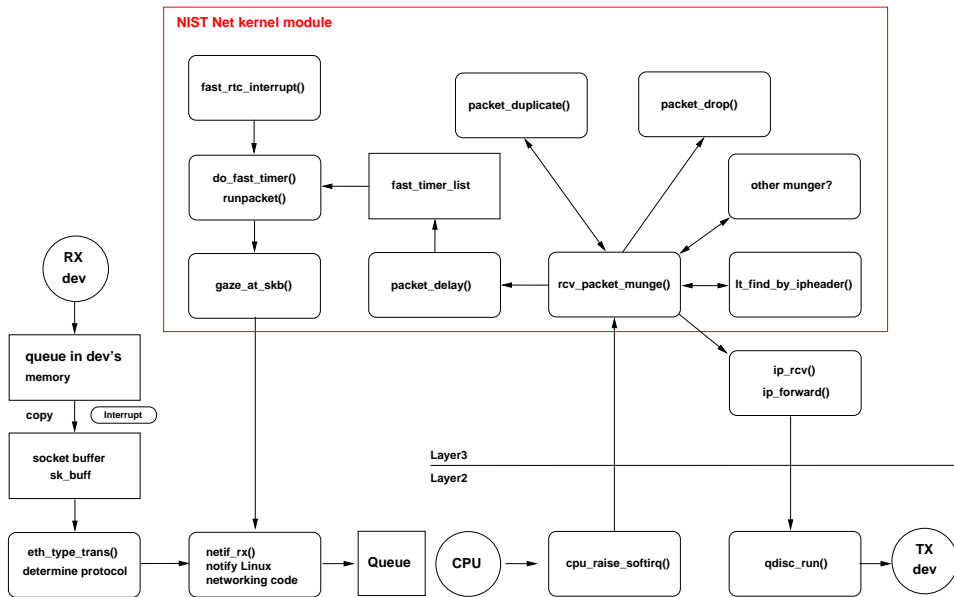 NIST Net kernel module
fast_rtc_interrupt()
packet_duplicate()
packet_drop()
do_fast_timer()
runpacket()
fast_timer_list
other munger?
RX
dev
gaze_at_skb()
packet_delay()
rcv_packet_munge()
lt_find_by_ipheader()
queue in dev's
memory
ip_rcv()
ip_forward()
copy
Interrupt
socket buffer
sk_buff
Layer3
Layer2
eth_type_trans()
determine protocol
netif_rx()
notify Linux
networking code
Queue
CPU
cpu_raise_softirq()
qdisc_run()
TX
dev